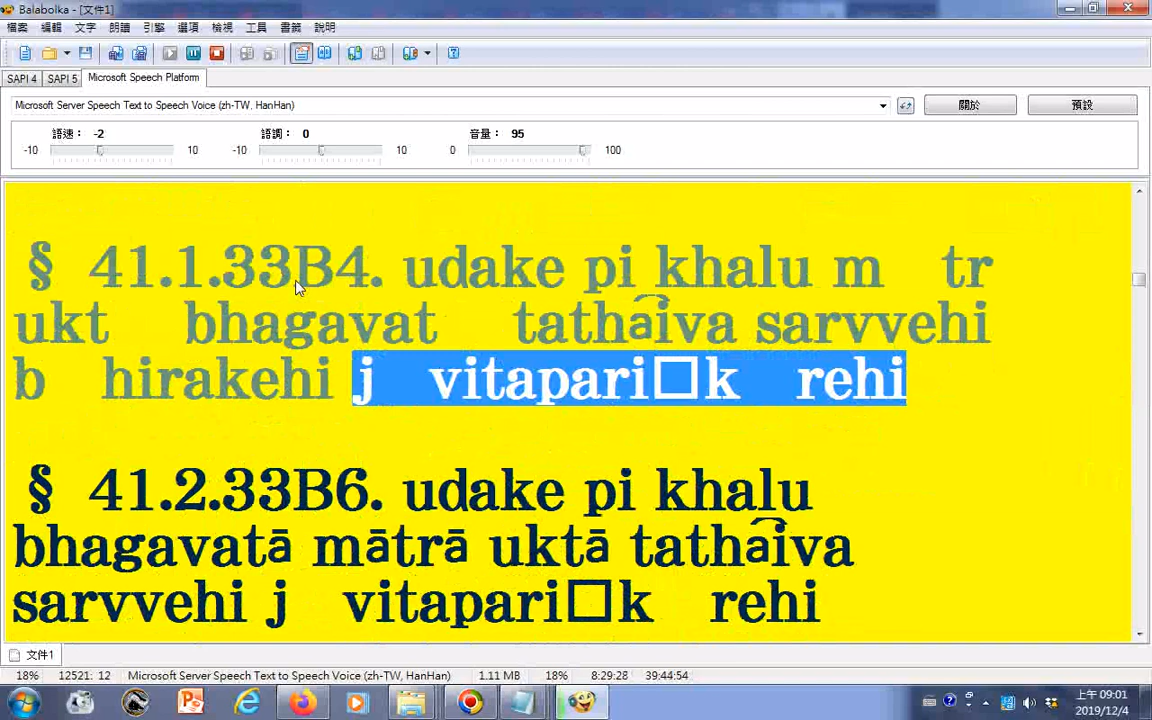 Balabolka - [文件1]
檔案 編輯 文字 朗讀 引擎 選項 檢視 工具 書籤 說明
SAPI 4 SAPI 5 Microsoft Speech Platform
Microsoft Server Speech Text to Speech Voice (zh-TW, HanHan) 關於 預設
語速： -2 語調： 0 音量： 95
-10 10 -10 10 0 100
§ 41.1.33B4. udake pi khalu m tr
ukt bhagavat tatha͡iva sarvvehi
b hirakehi j vitapari□k rehi
§ 41.2.33B6. udake pi khalu
bhagavatā mātrā uktā tatha͡iva
sarvvehi j vitapari□k rehi
文件1
18% 12521: 12 Microsoft Server Speech Text to Speech Voice (zh-TW, HanHan) 1.11 MB 18% 8:29:28 39:44:54
上午 09:01
2019/12/4